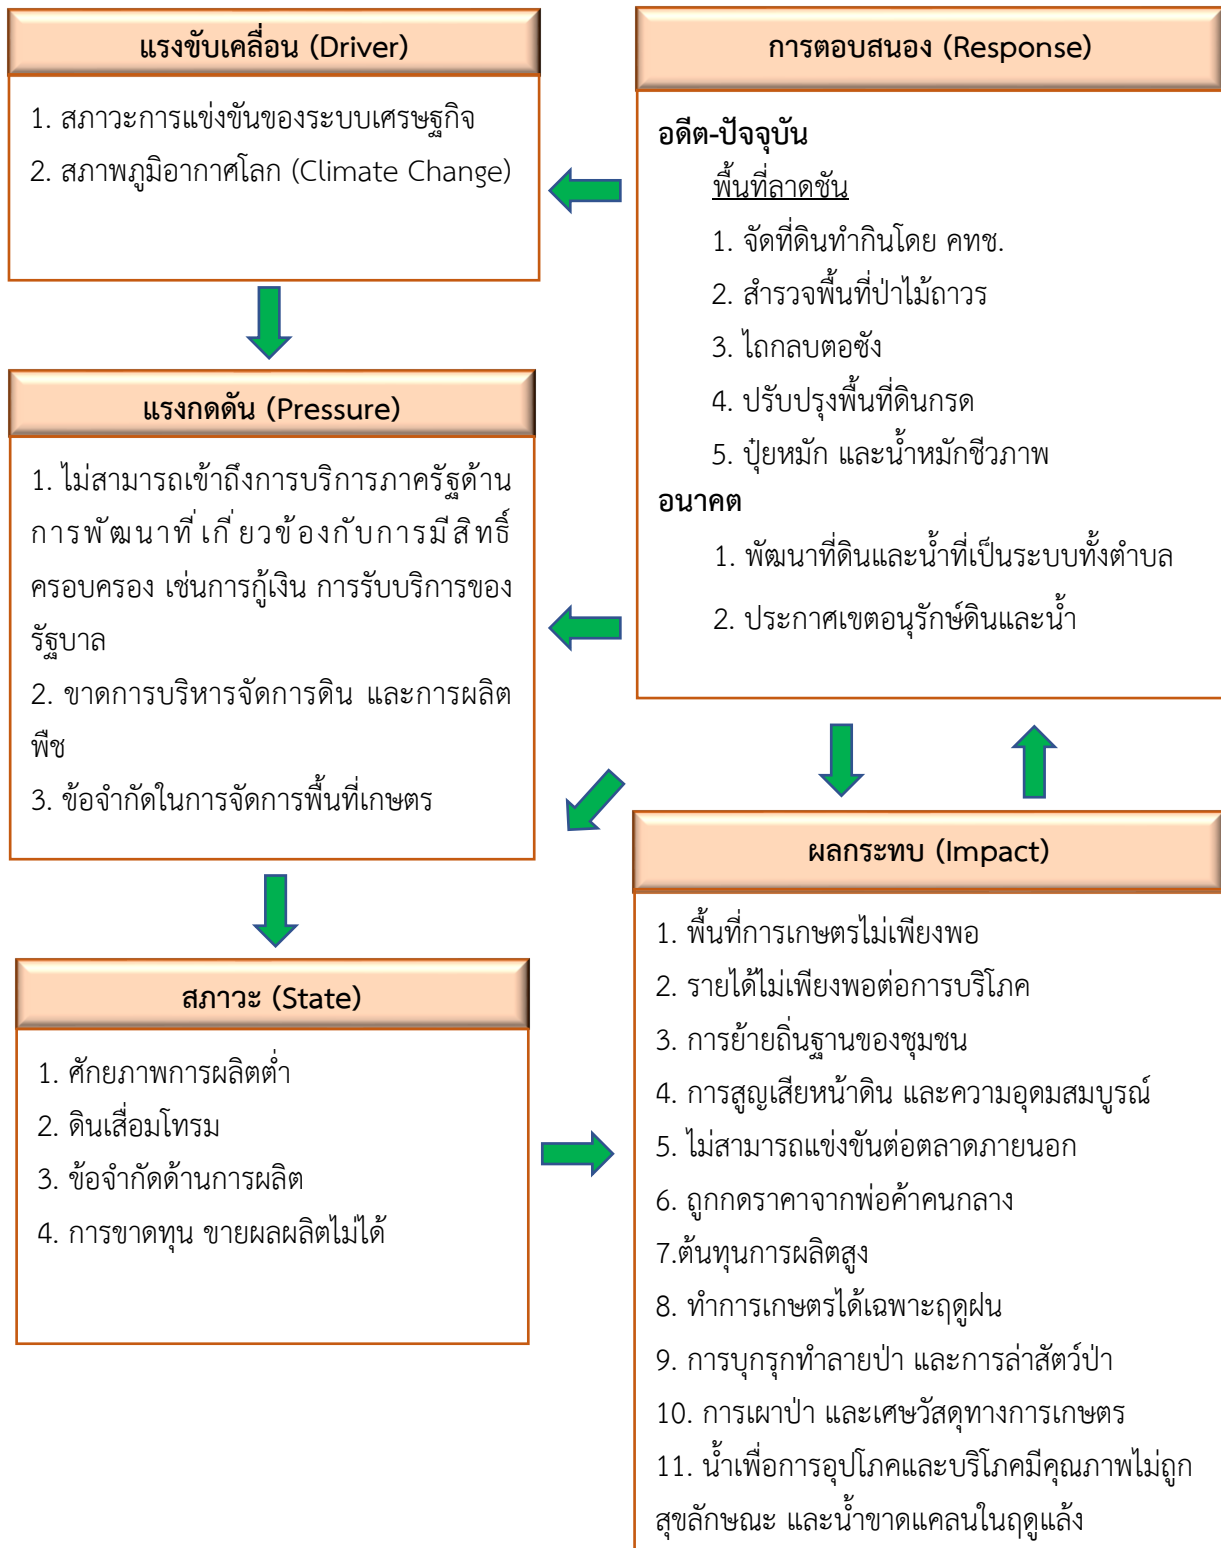 แรงขับเคลื่อน (Driver)
1. สภาวะการแข่งขันของระบบเศรษฐกิจ
2. สภาพภูมิอากาศโลก (Climate Change)
แรงกดดัน (Pressure)
1. ไม่สามารถเข้าถึงการบริการภาครัฐด้าน
การพัฒนาที่เกี่ยวข้องกับการมีสิทธิ์
ครอบครอง เช่นการกู้เงิน การรับบริการของ
รัฐบาล
2. ขาดการบริหารจัดการดิน และการผลิต
พืช
3. ข้อจำกัดในการจัดการพื้นที่เกษตร
สภาวะ (State)
1. ศักยภาพการผลิตต่ำ
2. ดินเสื่อมโทรม
3. ข้อจำกัดด้านการผลิต
4. การขาดทุน ขายผลผลิตไม่ได้
การตอบสนอง (Response)
อดีต-ปัจจุบัน
พื้นที่ลาดชัน
1. จัดที่ดินทำกินโดย คทช.
2. สำรวจพื้นที่ป่าไม้ถาวร
3. ไถกลบตอซัง
4. ปรับปรุงพื้นที่ดินกรด
5. ปุ๋ยหมัก และน้ำหมักชีวภาพ
อนาคต
1. พัฒนาที่ดินและน้ำที่เป็นระบบทั้งตำบล
2. ประกาศเขตอนุรักษ์ดินและน้ำ
ผลกระทบ (Impact)
1. พื้นที่การเกษตรไม่เพียงพอ
2. รายได้ไม่เพียงพอต่อการบริโภค
3. การย้ายถิ่นฐานของชุมชน
4. การสูญเสียหน้าดิน และความอุดมสมบูรณ์
5. ไม่สามารถแข่งขันต่อตลาดภายนอก
6. ถูกกดราคาจากพ่อค้าคนกลาง
7.ต้นทุนการผลิตสูง
8. ทำการเกษตรได้เฉพาะฤดูฝน
9. การบุกรุกทำลายป่า และการล่าสัตว์ป่า
10. การเผาป่า และเศษวัสดุทางการเกษตร
11. น้ำเพื่อการอุปโภคและบริโภคมีคุณภาพไม่ถูก
สุขลักษณะ และน้ำขาดแคลนในฤดูแล้ง